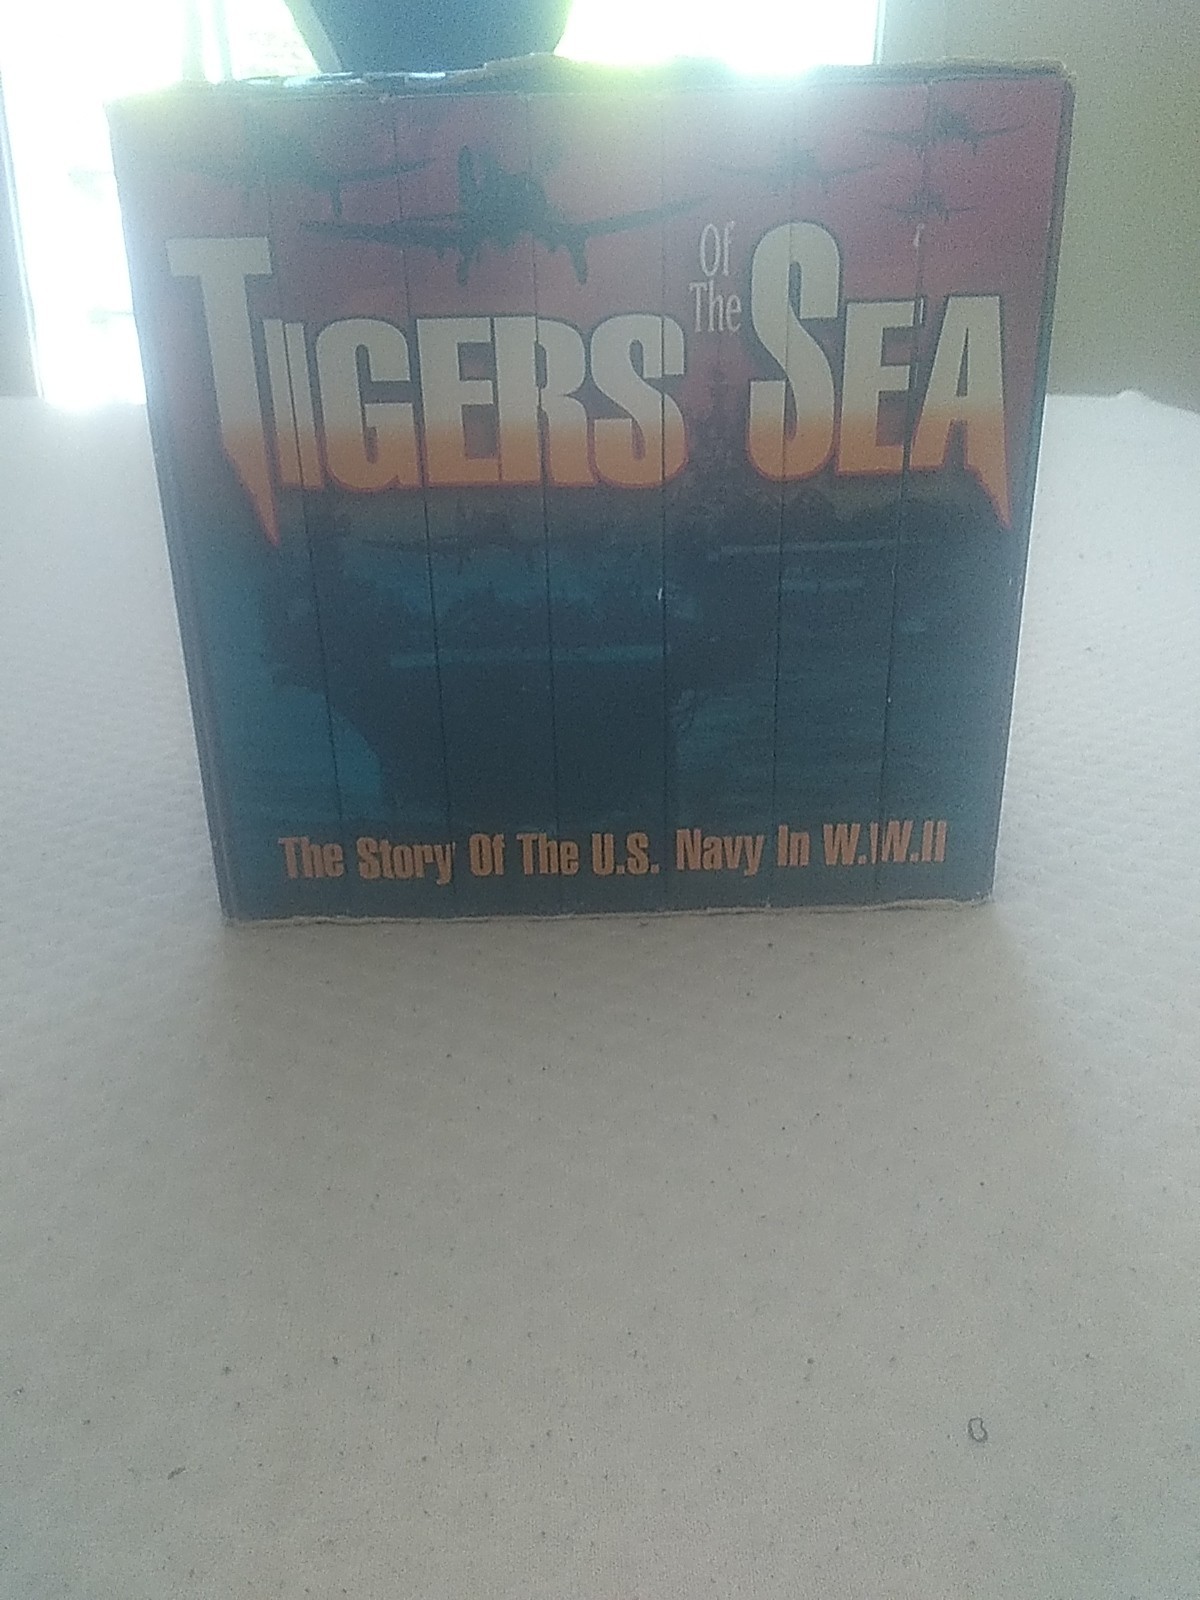 TIGERS Of The SEA
The Story Of The U.S. Navy In W.W.II